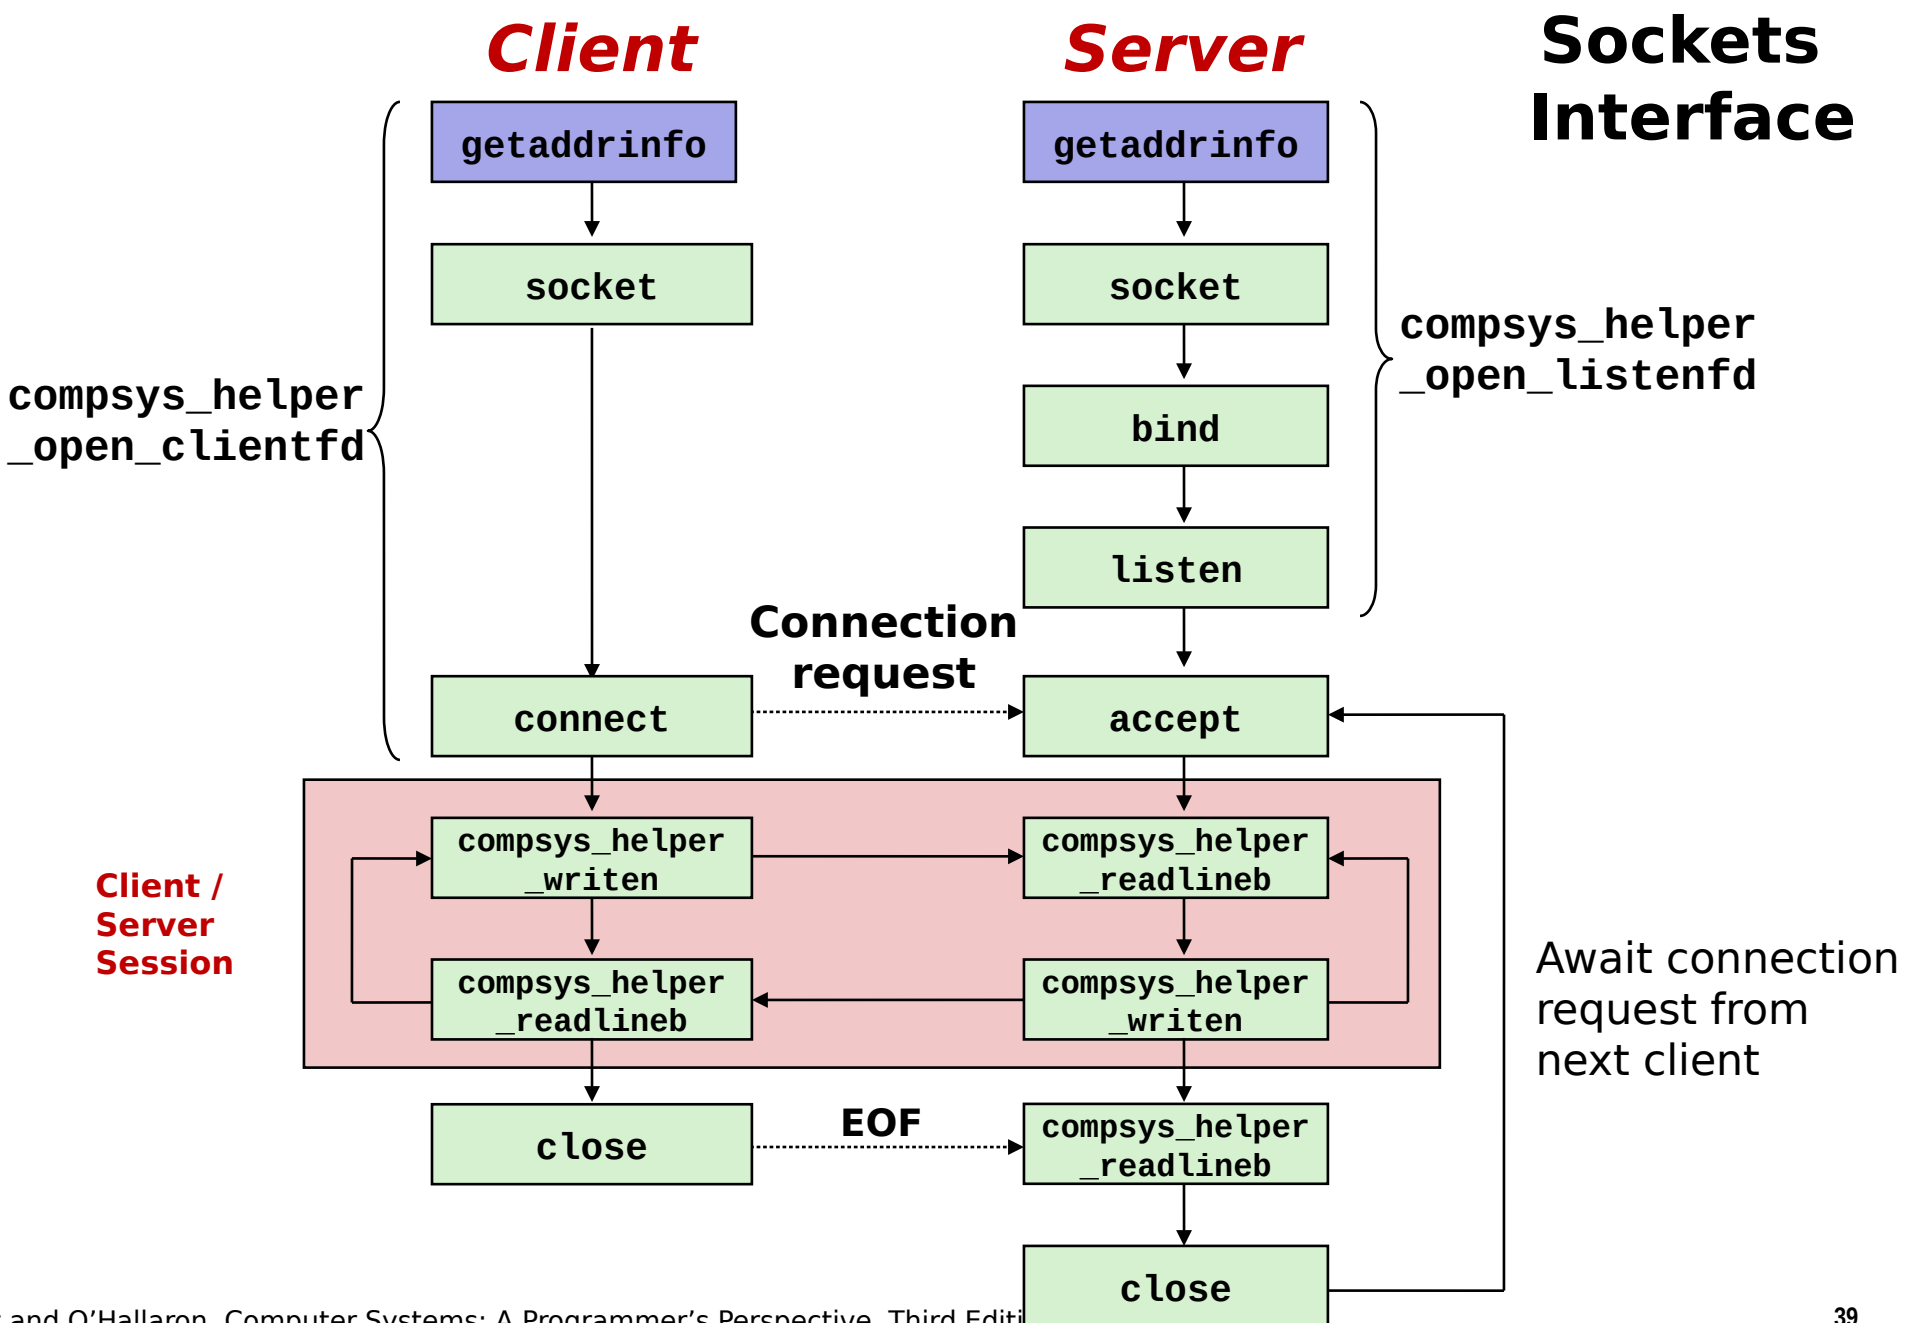 Client
Server
Sockets
Interface
getaddrinfo
getaddrinfo
socket
socket
compsys_helper
_open_listenfd
compsys_helper
_open_clientfd
bind
listen
Connection
request
connect
accept
compsys_helper
_writen
compsys_helper
_readlineb
Client /
Server
Session
compsys_helper
_readlineb
compsys_helper
_writen
Await connection
request from
next client
close
EOF
compsys_helper
_readlineb
close
and O’Hallaron, Computer Systems: A Programmer’s Perspective, Third Editi
39